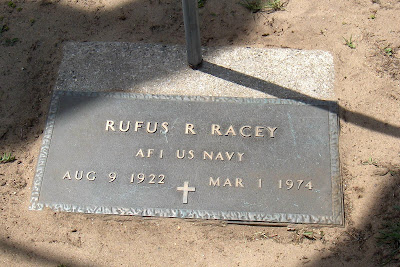 RUFUS R RACEY
AF1 US NAVY
AUG 9 1922 MAR 1 1974